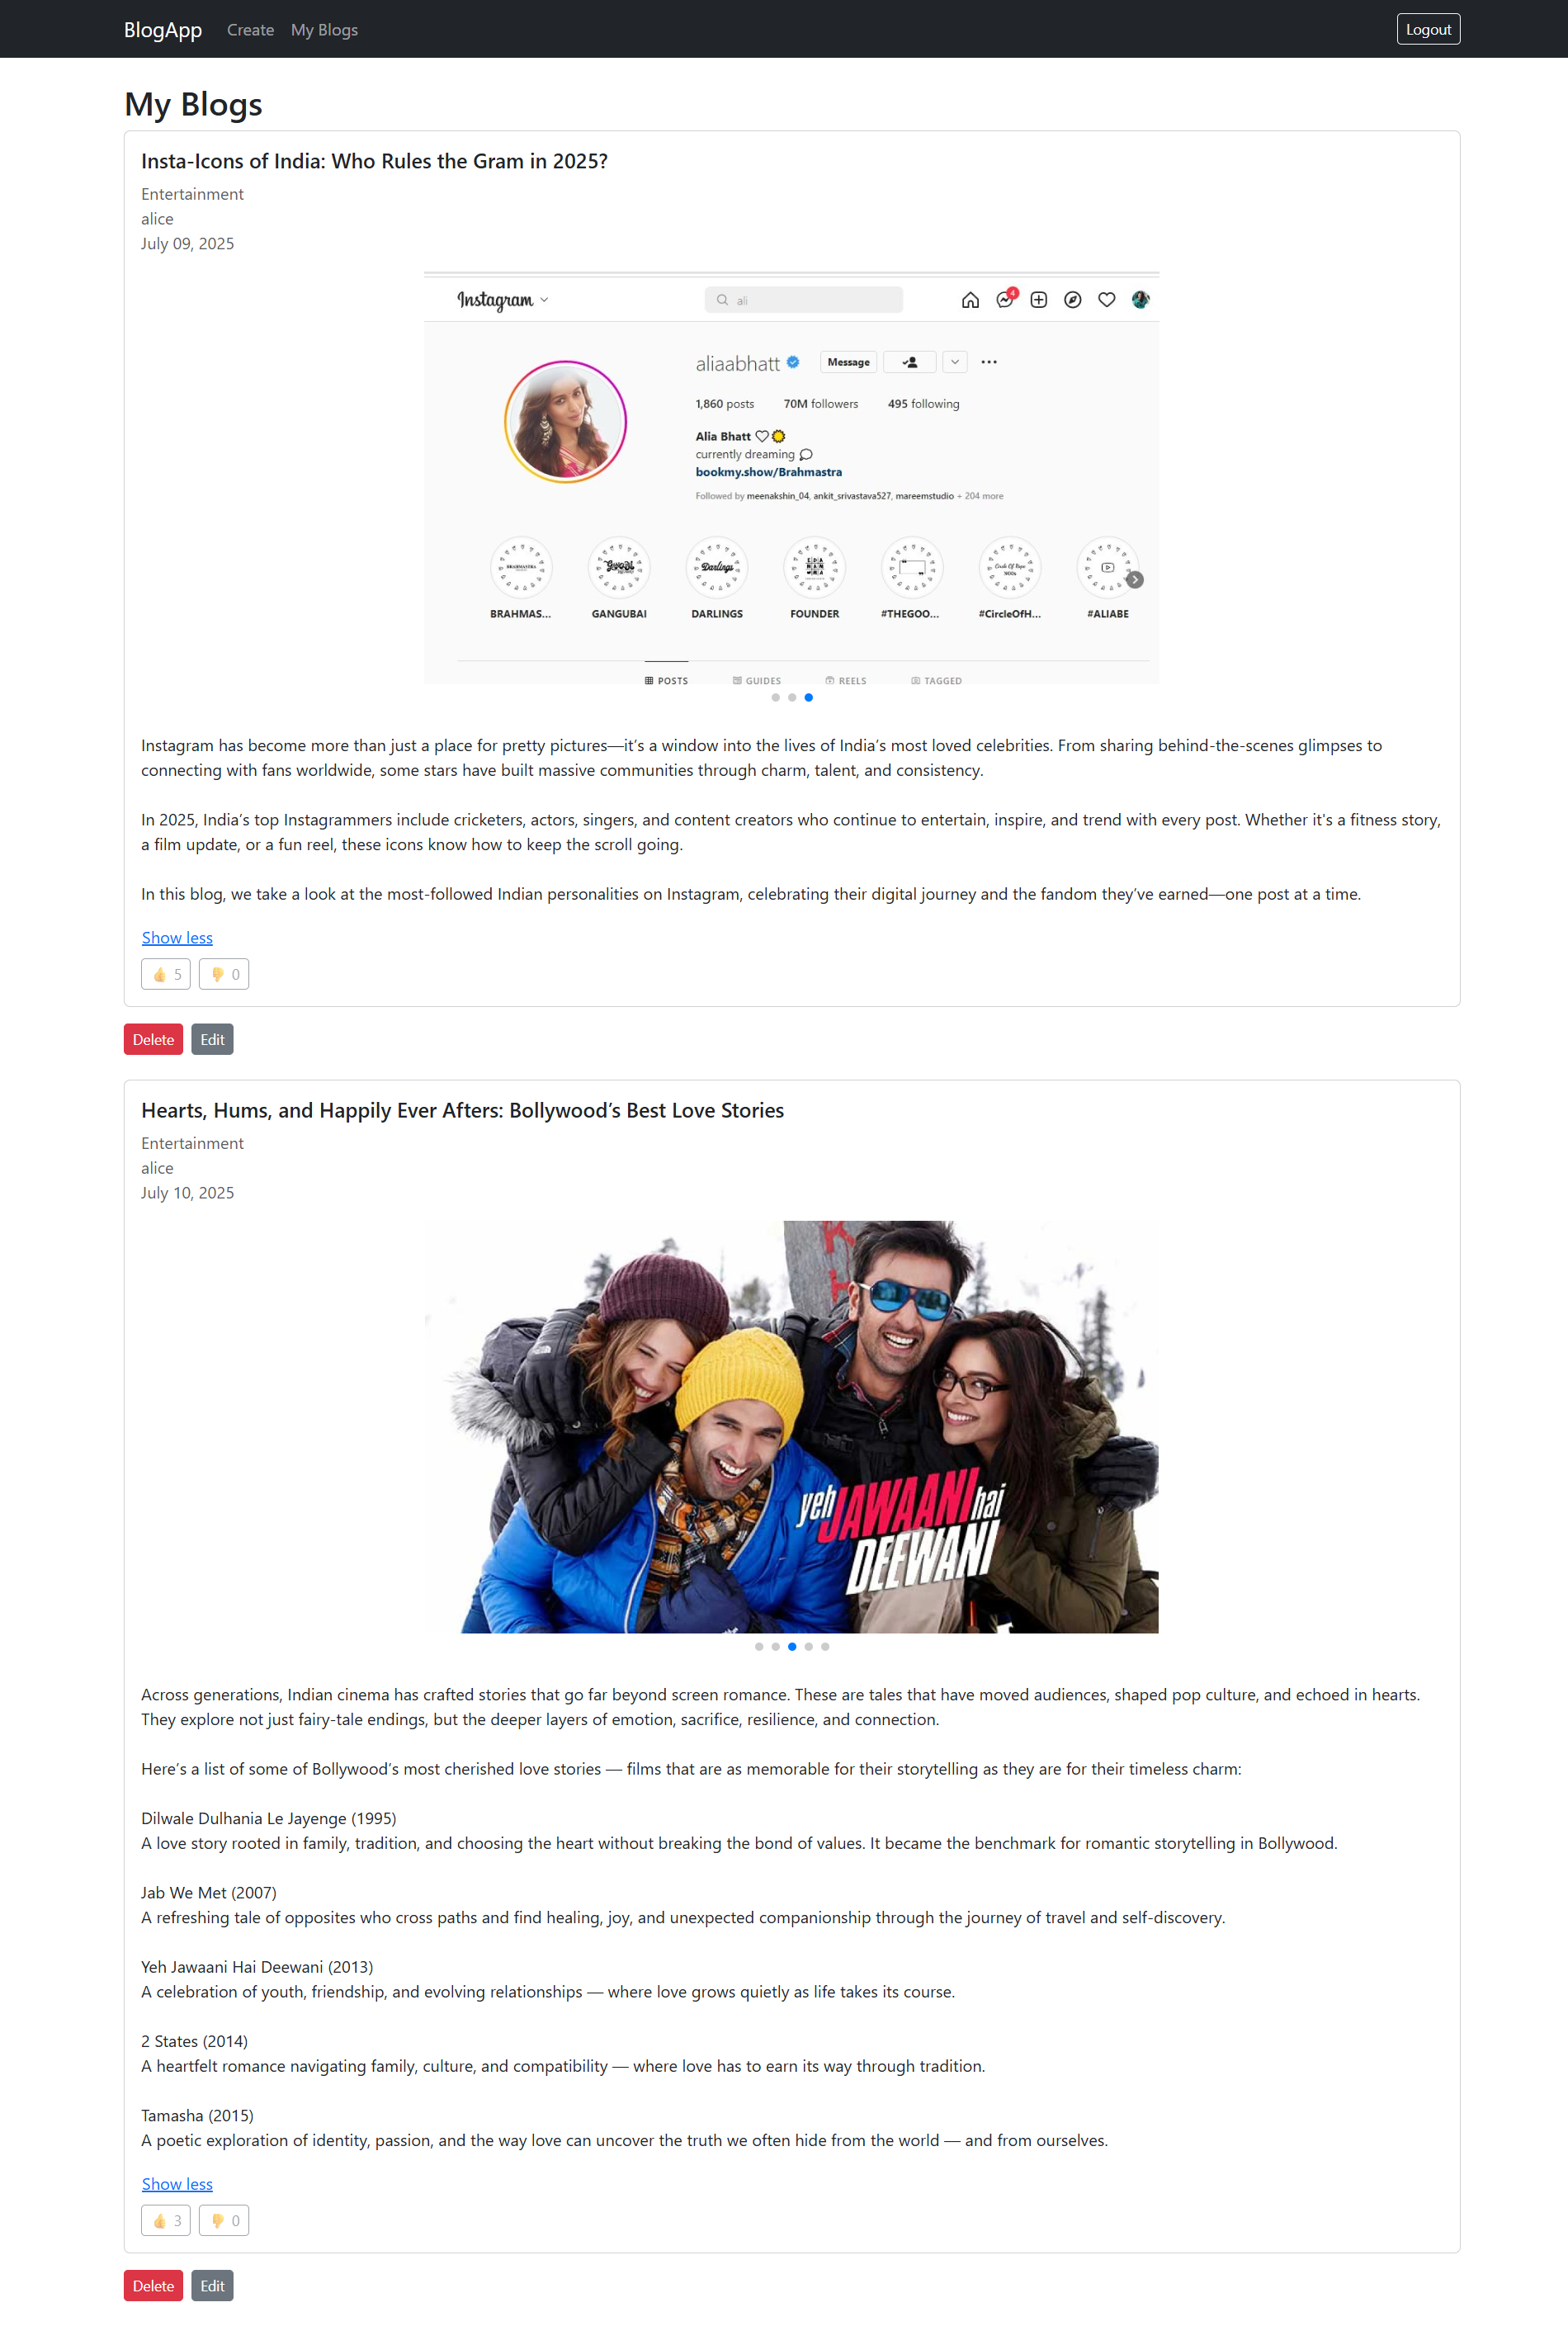 BlogApp Create My Blogs Logout
My Blogs
Insta-Icons of India: Who Rules the Gram in 2025?
Entertainment
alice
July 09, 2025
Instagram ali 4
aliaabhatt Message
1,860 posts 70M followers 495 following
Alia Bhatt
currently dreaming
bookmy.show/Brahmastra
Followed by meenakshin_04, ankit_srivastava527, mareemstudio + 204 more
Darlings
BRAHMAS... GANGUBAI DARLINGS FOUNDER #THEGOO... #CircleOfH... #ALIABE
POSTS GUIDES REELS TAGGED
Instagram has become more than just a place for pretty pictures—it’s a window into the lives of India’s most loved celebrities. From sharing behind-the-scenes glimpses to
connecting with fans worldwide, some stars have built massive communities through charm, talent, and consistency.
In 2025, India’s top Instagrammers include cricketers, actors, singers, and content creators who continue to entertain, inspire, and trend with every post. Whether it's a fitness story,
a film update, or a fun reel, these icons know how to keep the scroll going.
In this blog, we take a look at the most-followed Indian personalities on Instagram, celebrating their digital journey and the fandom they’ve earned—one post at a time.
Show less
👍 5 👎 0
Delete Edit
Hearts, Hums, and Happily Ever Afters: Bollywood’s Best Love Stories
Entertainment
alice
July 10, 2025
yeh JAWAANI hai
DEEWANI
Across generations, Indian cinema has crafted stories that go far beyond screen romance. These are tales that have moved audiences, shaped pop culture, and echoed in hearts.
They explore not just fairy-tale endings, but the deeper layers of emotion, sacrifice, resilience, and connection.
Here’s a list of some of Bollywood’s most cherished love stories — films that are as memorable for their storytelling as they are for their timeless charm:
Dilwale Dulhania Le Jayenge (1995)
A love story rooted in family, tradition, and choosing the heart without breaking the bond of values. It became the benchmark for romantic storytelling in Bollywood.
Jab We Met (2007)
A refreshing tale of opposites who cross paths and find healing, joy, and unexpected companionship through the journey of travel and self-discovery.
Yeh Jawaani Hai Deewani (2013)
A celebration of youth, friendship, and evolving relationships — where love grows quietly as life takes its course.
2 States (2014)
A heartfelt romance navigating family, culture, and compatibility — where love has to earn its way through tradition.
Tamasha (2015)
A poetic exploration of identity, passion, and the way love can uncover the truth we often hide from the world — and from ourselves.
Show less
👍 3 👎 0
Delete Edit